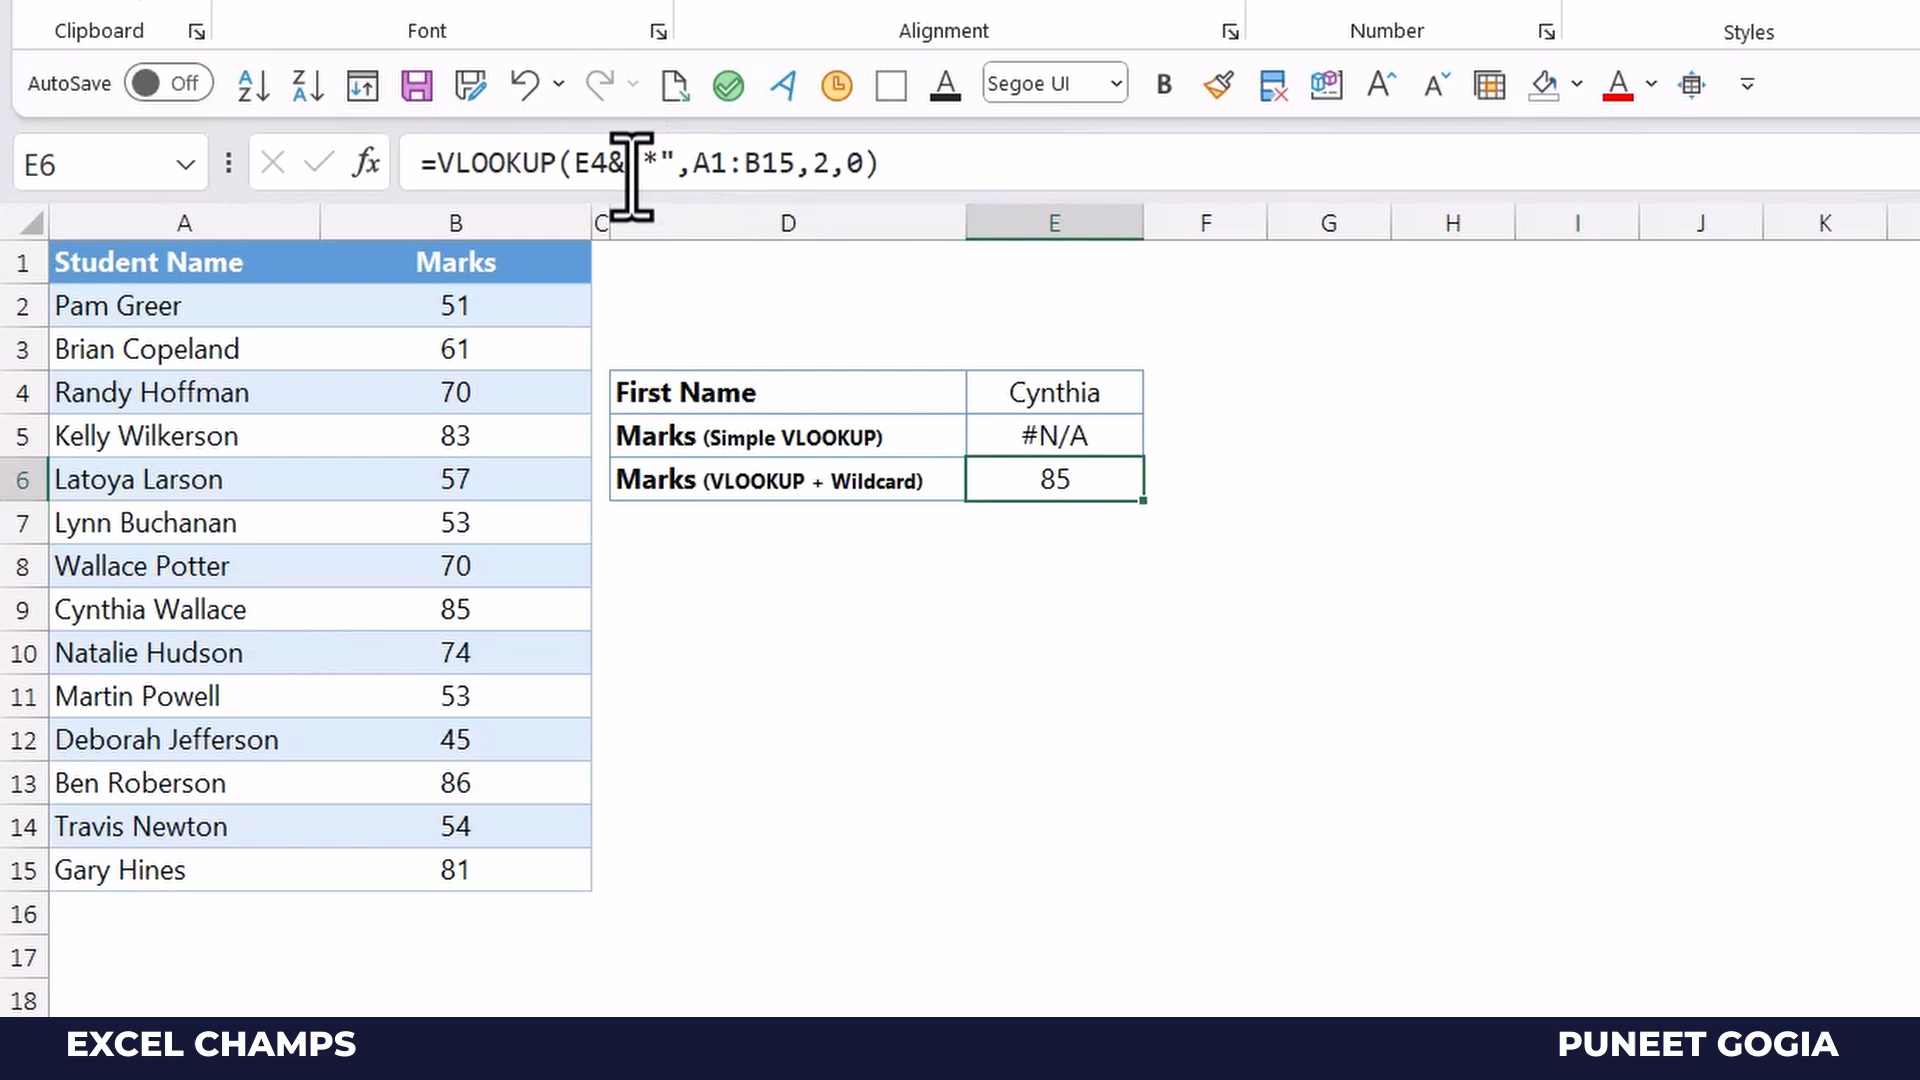 Clipboard Font Alignment Number Styles
AutoSave Off Segoe UI B
E6 fx =VLOOKUP(E4& *",A1:B15,2,0)
A B C D E F G H I J K
1 Student Name Marks
2 Pam Greer 51
3 Brian Copeland 61
4 Randy Hoffman 70 First Name Cynthia
5 Kelly Wilkerson 83 Marks (Simple VLOOKUP) #N/A
6 Latoya Larson 57 Marks (VLOOKUP + Wildcard) 85
7 Lynn Buchanan 53
8 Wallace Potter 70
9 Cynthia Wallace 85
10 Natalie Hudson 74
11 Martin Powell 53
12 Deborah Jefferson 45
13 Ben Roberson 86
14 Travis Newton 54
15 Gary Hines 81
16
17
18
EXCEL CHAMPS PUNEET GOGIA